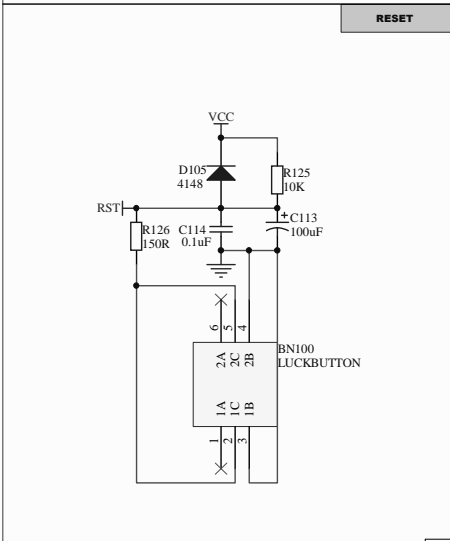 RESET
VCC
D105
4148
R125
10K
RST
R126
150R
C114
0.1uF
+
C113
100uF
6
5
4
2A
2C
2B
BN100
LUCKBUTTON
1A
1C
1B
1
2
3